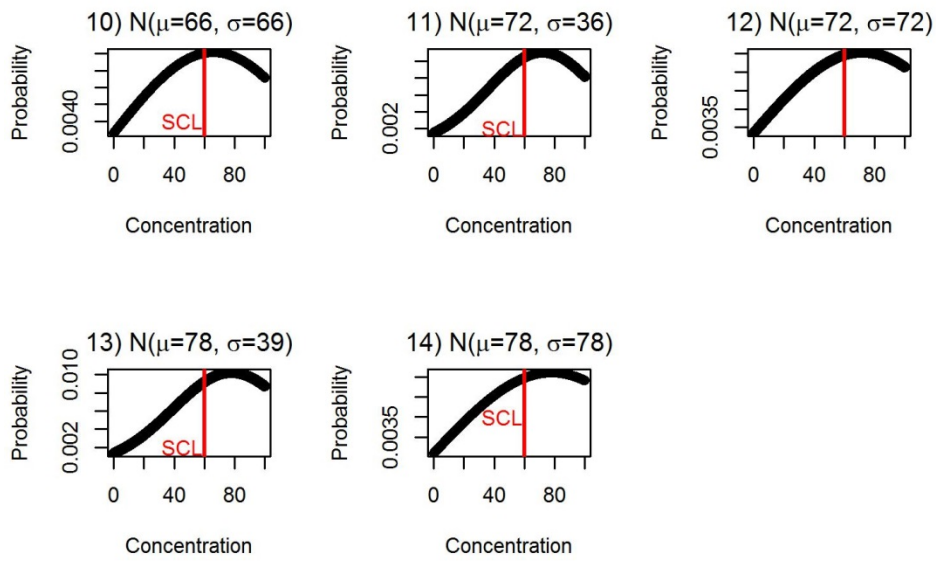 10) N(μ=66, σ=66)
Probability
0.0040
SCL
0 40 80
Concentration
11) N(μ=72, σ=36)
Probability
0.002
SCL
0 40 80
Concentration
12) N(μ=72, σ=72)
Probability
0.0035
0 40 80
Concentration
13) N(μ=78, σ=39)
Probability
0.010
0.002
SCL
0 40 80
Concentration
14) N(μ=78, σ=78)
Probability
0.0035
SCL
0 40 80
Concentration